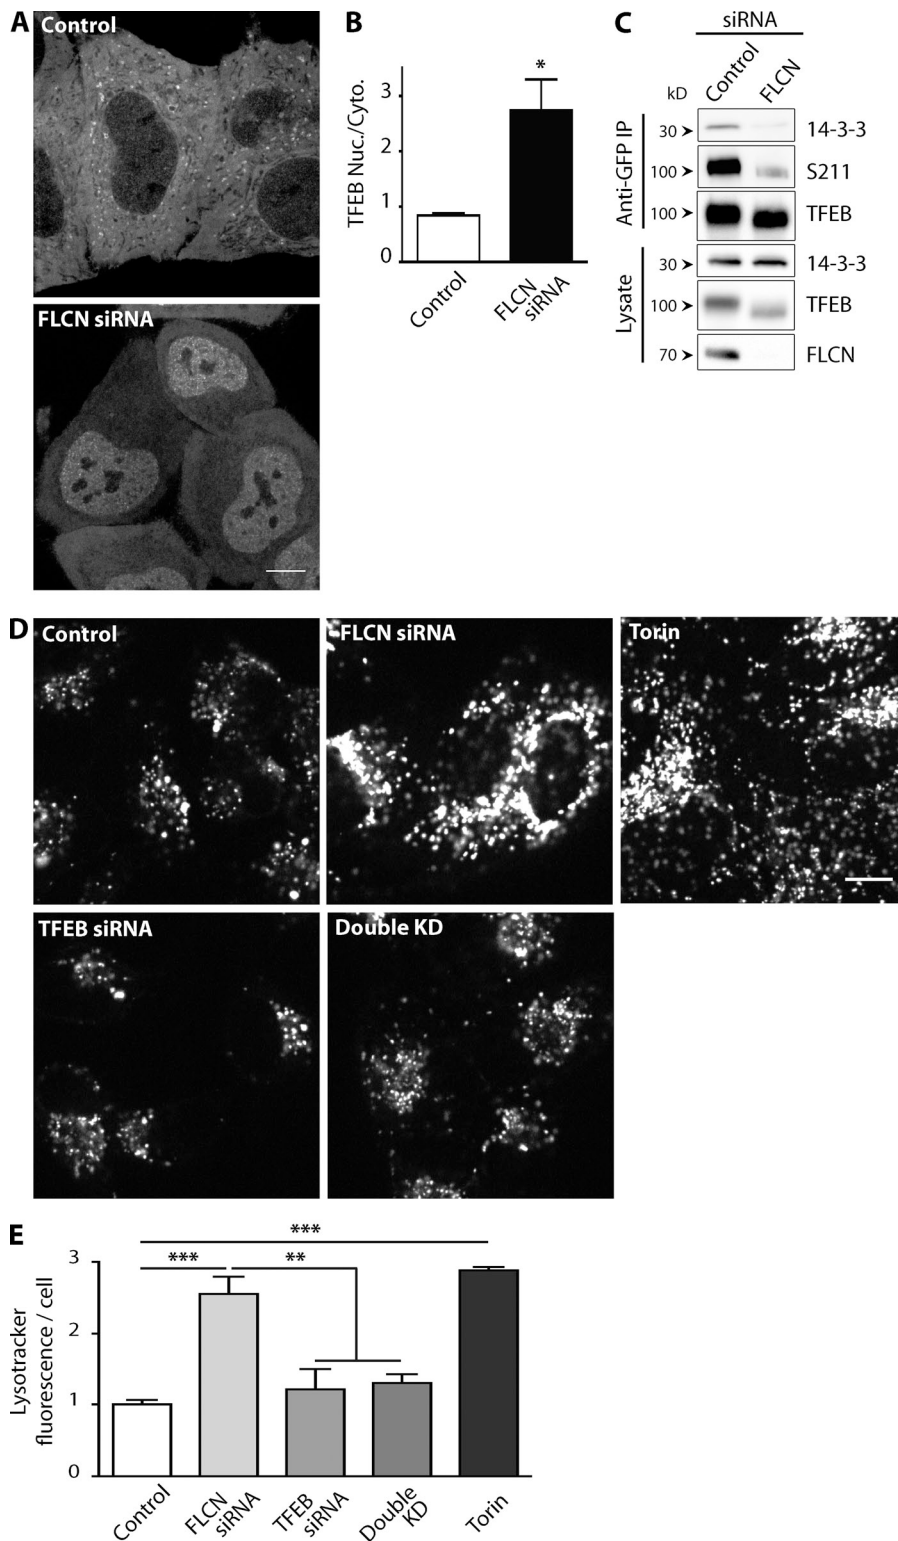 A
Control
FLCN siRNA
B
*
3
2
1
0
TFEB Nuc./Cyto.
Control
FLCN
siRNA
C
siRNA
Control
FLCN
kD
Anti-GFP IP
30
14-3-3
100
S211
100
TFEB
Lysate
30
14-3-3
100
TFEB
70
FLCN
D
Control
FLCN siRNA
Torin
TFEB siRNA
Double KD
E
***
***
**
3
2
1
0
Lysotracker
fluorescence / cell
Control
FLCN
siRNA
TFEB
siRNA
Double
KD
Torin